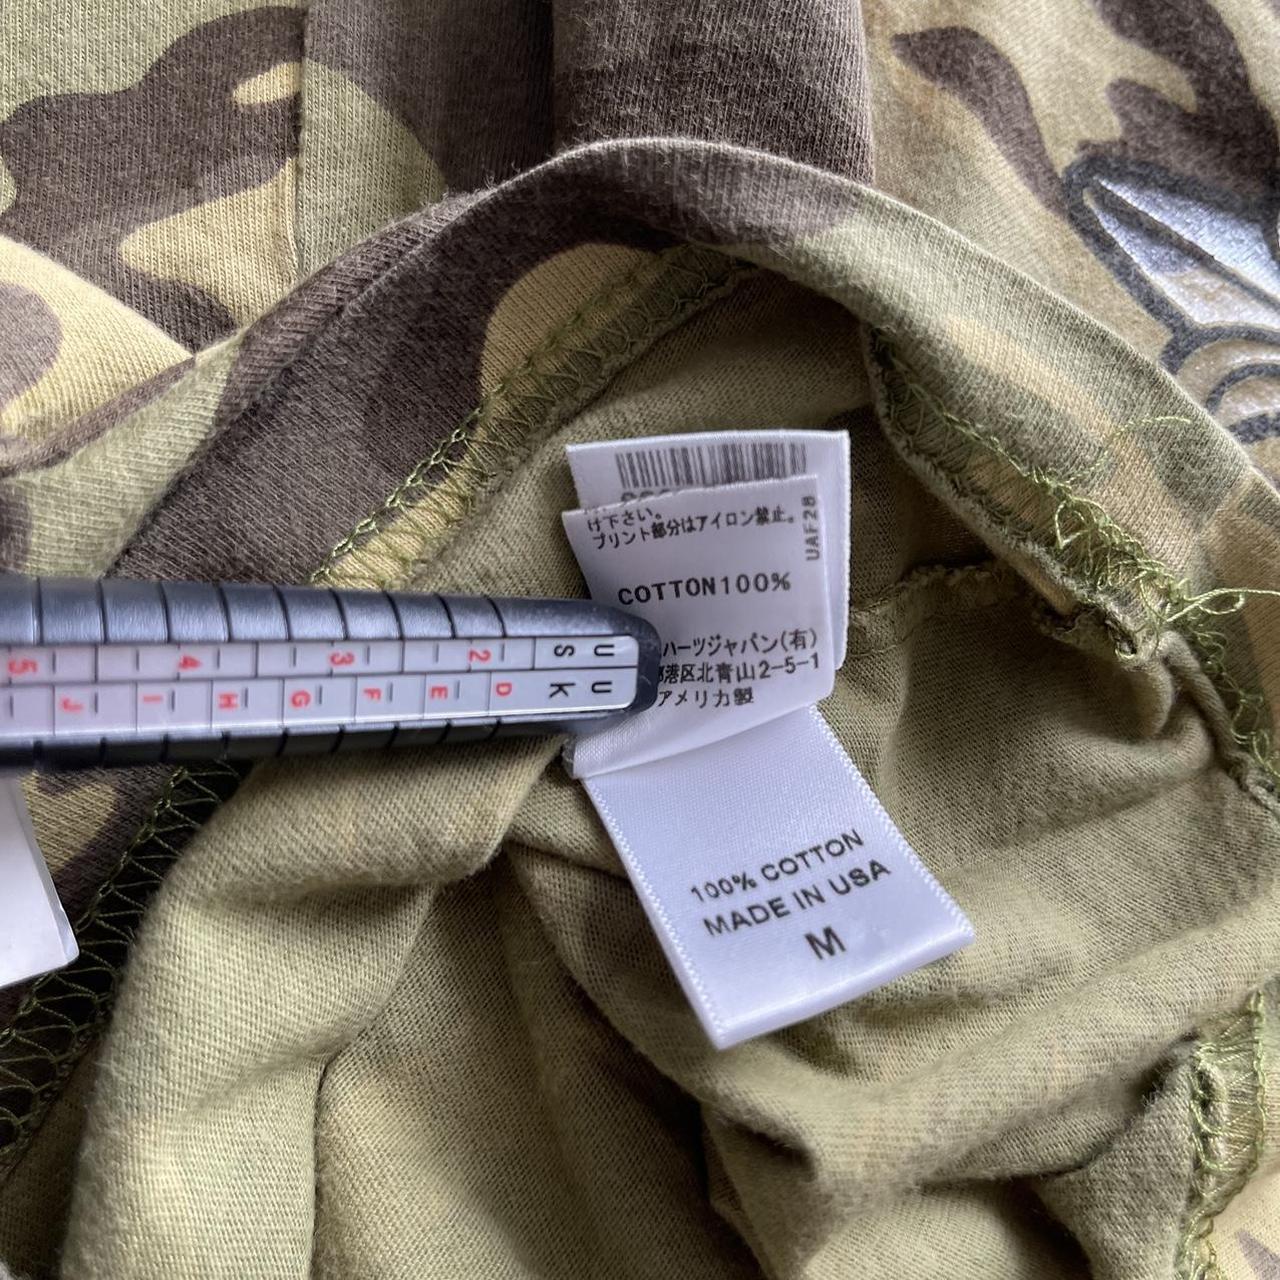 け下さい。
プリント部分はアイロン禁止。
UAF28
COTTON100%
ハーツジャパン(有)
港区北青山2-5-1
アメリカ製
100% COTTON
MADE IN USA
M
US
UK
2
3
4
5
D
E
F
G
H
I
J